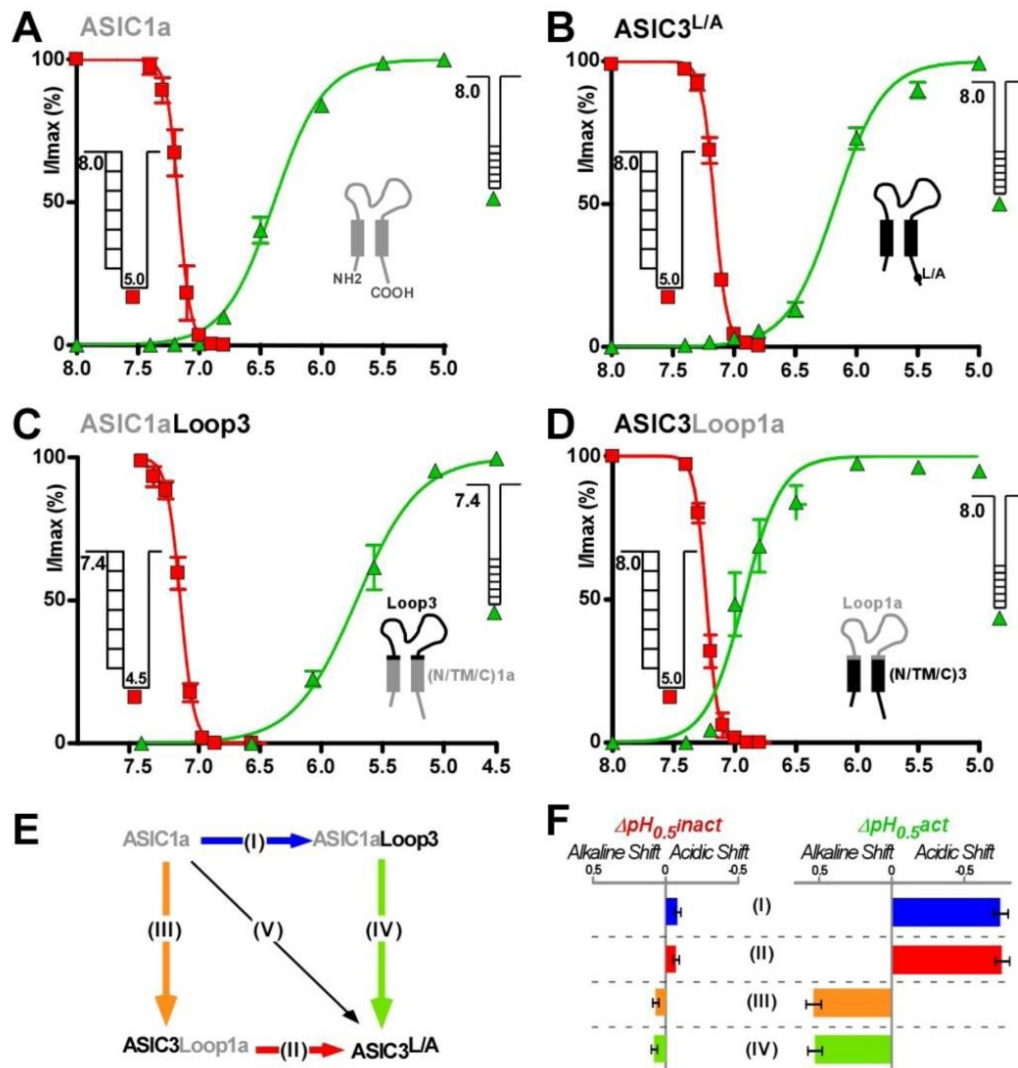 A
ASIC1a
I/Imax (%)
100
50
0
8.0
5.0
8.0
NH2
COOH
8.0 7.5 7.0 6.5 6.0 5.5 5.0
B
ASIC3L/A
I/Imax (%)
100
50
0
8.0
5.0
8.0
L/A
8.0 7.5 7.0 6.5 6.0 5.5 5.0
C
ASIC1aLoop3
I/Imax (%)
100
50
0
7.4
4.5
7.4
Loop3
(N/TM/C)1a
7.5 7.0 6.5 6.0 5.5 5.0 4.5
D
ASIC3Loop1a
I/Imax (%)
100
50
0
8.0
5.0
8.0
Loop1a
(N/TM/C)3
8.0 7.5 7.0 6.5 6.0 5.5 5.0
E
ASIC1a (I) ASIC1aLoop3
(III) (V) (IV)
ASIC3Loop1a (II) ASIC3L/A
F
ΔpH0.5inact ΔpH0.5act
Alkaline Shift Acidic Shift Alkaline Shift Acidic Shift
0.5 0 -0.5 0.5 0 -0.5
(I)
(II)
(III)
(IV)